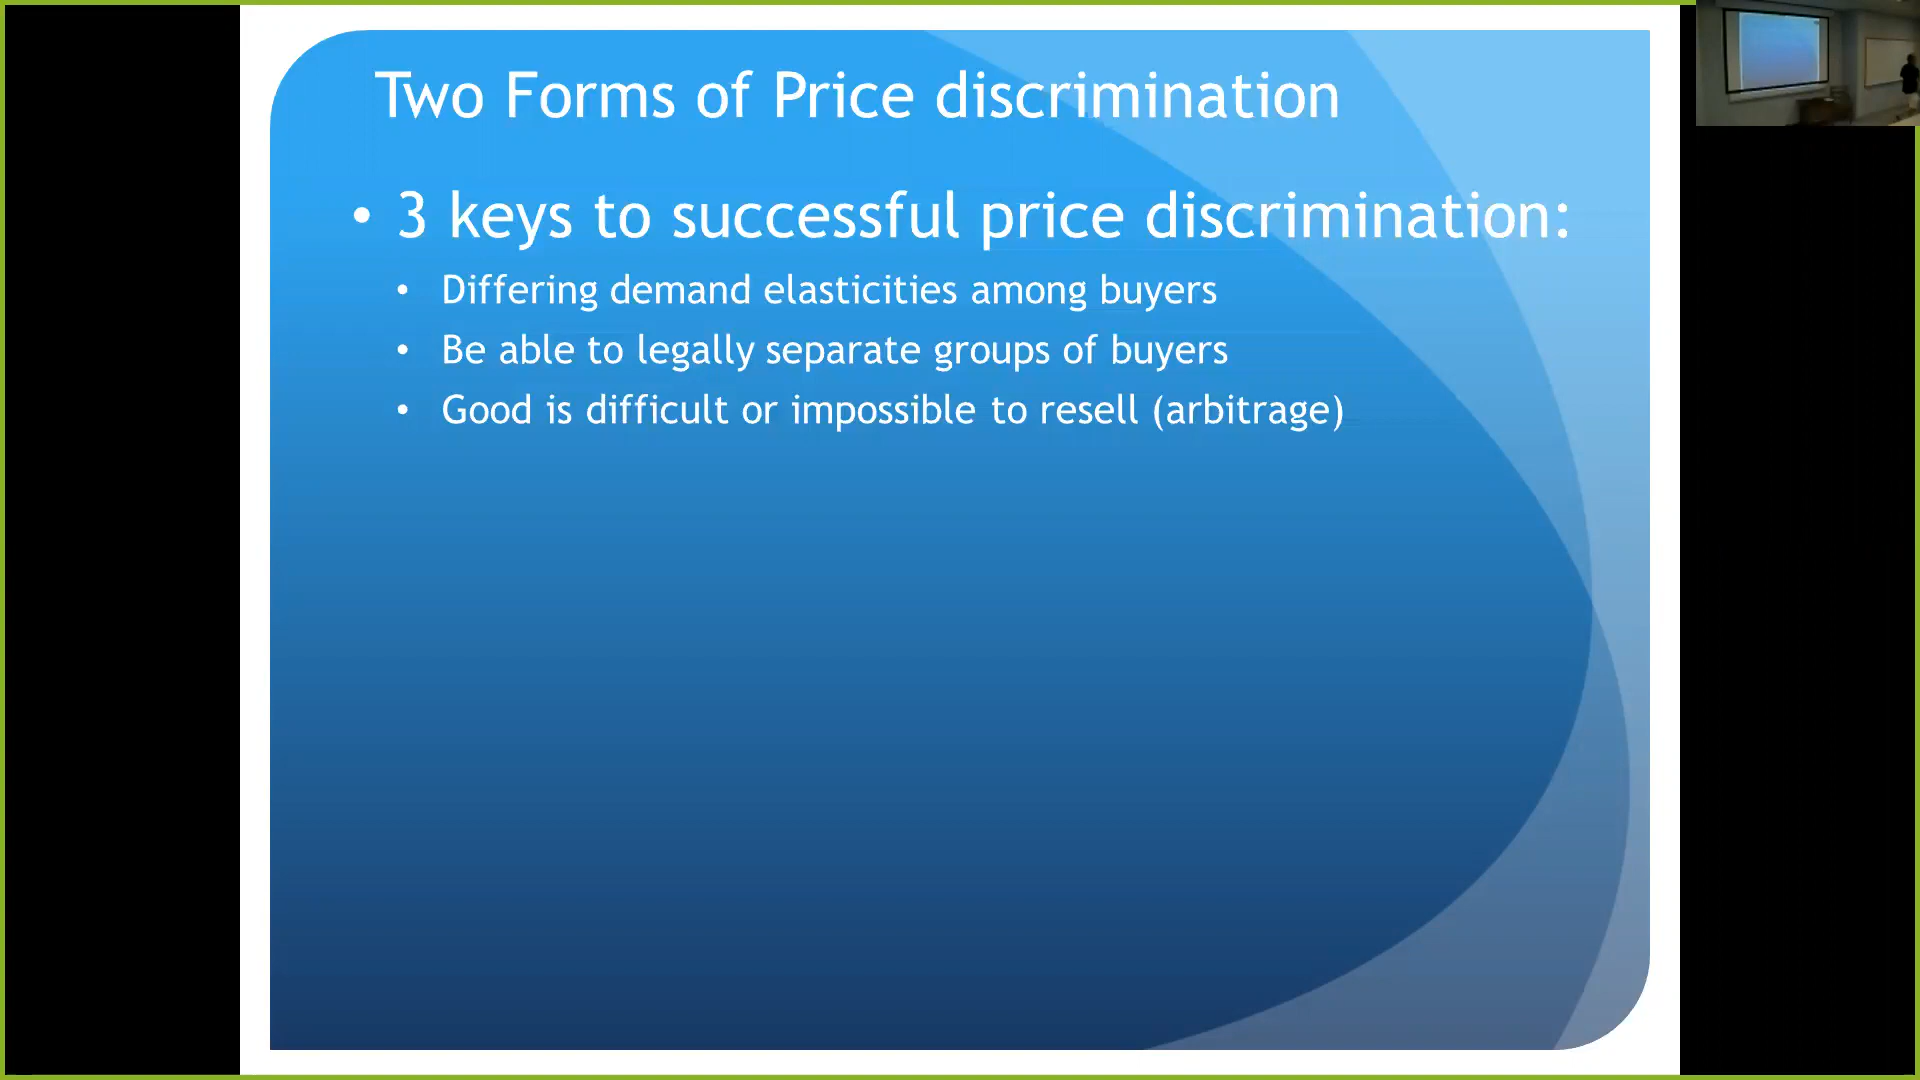 Two Forms of Price discrimination
• 3 keys to successful price discrimination:
• Differing demand elasticities among buyers
• Be able to legally separate groups of buyers
• Good is difficult or impossible to resell (arbitrage)